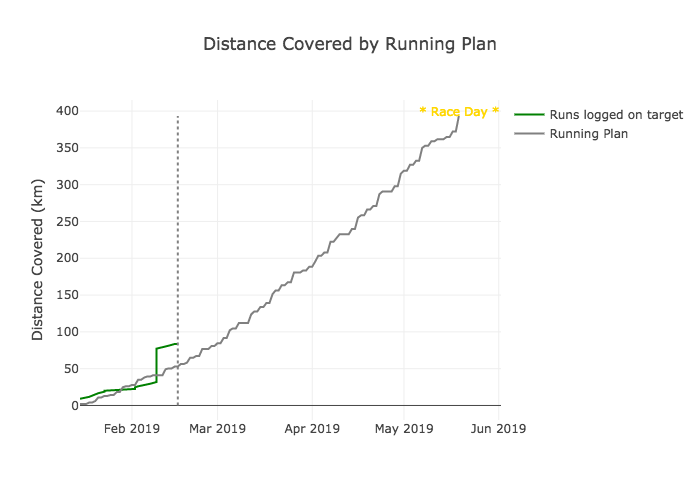 Distance Covered by Running Plan
* Race Day *
Runs logged on target
Running Plan
Distance Covered (km)
400
350
300
250
200
150
100
50
0
Feb 2019
Mar 2019
Apr 2019
May 2019
Jun 2019